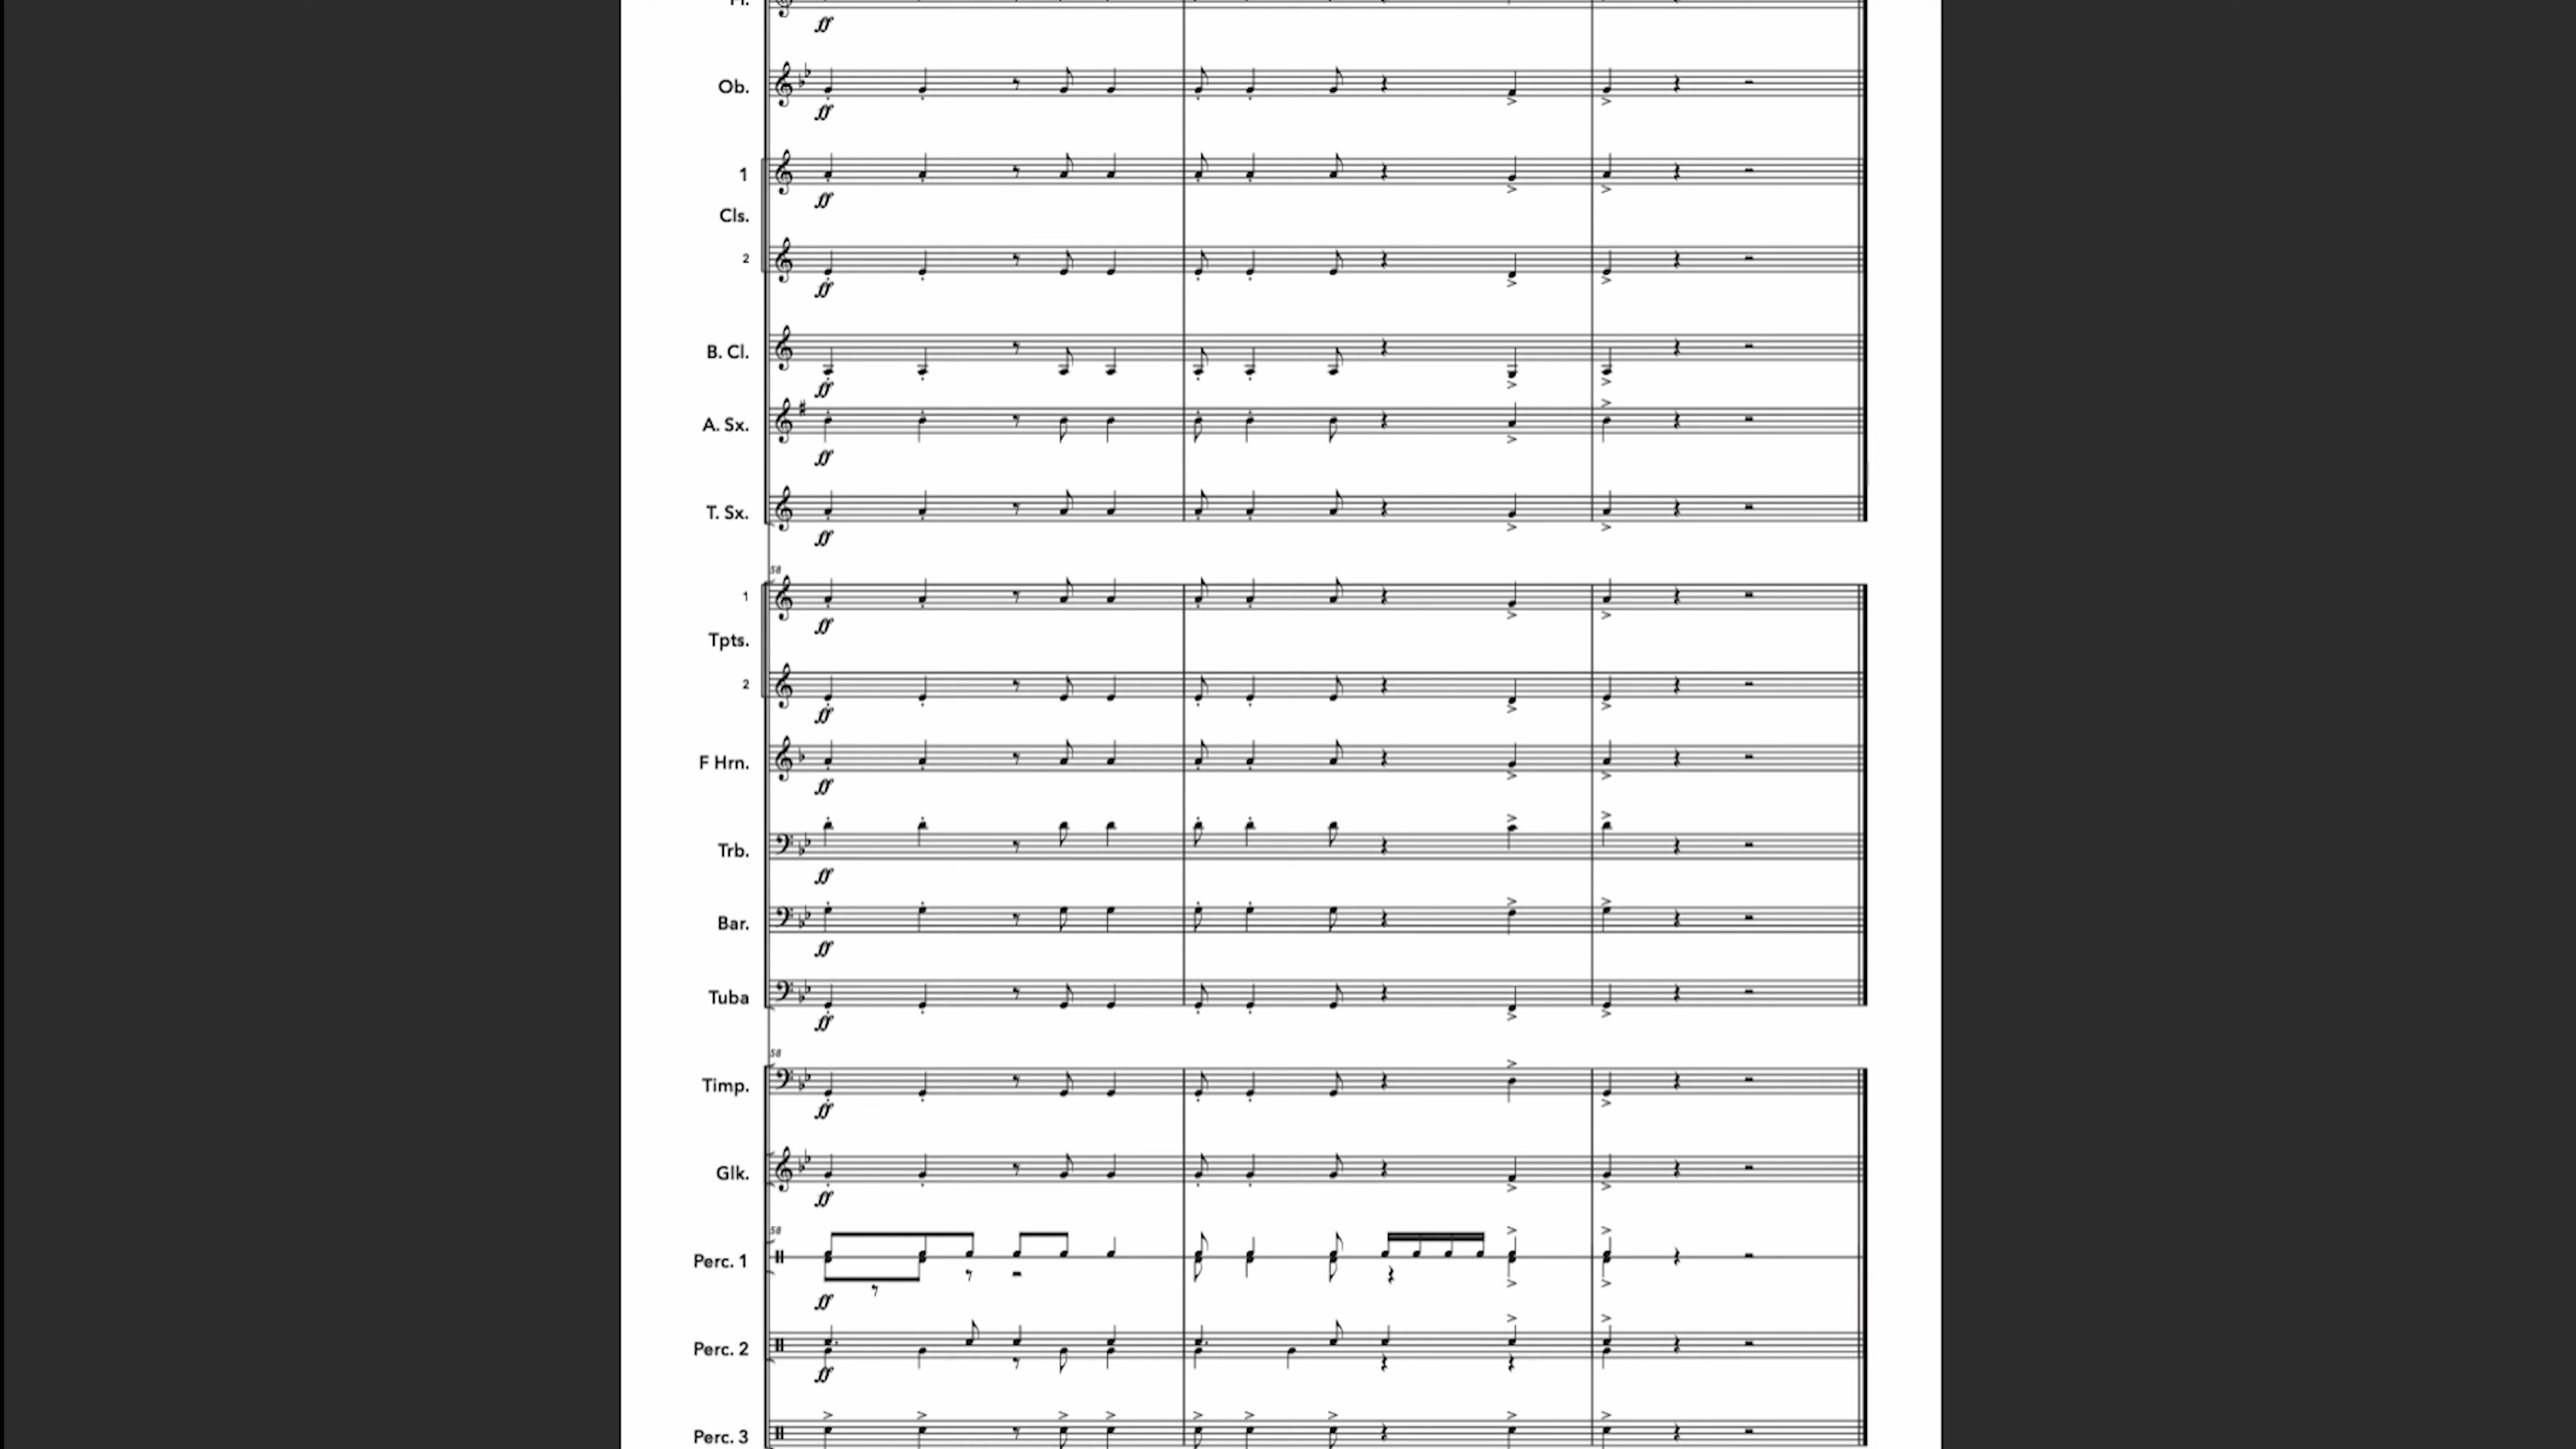 Fl.
ff
Ob.
ff
1
ff
Cls.
2
ff
B. Cl.
ff
A. Sx.
ff
T. Sx.
ff
58
1
ff
Tpts.
2
ff
F Hrn.
ff
Trb.
ff
Bar.
ff
Tuba
ff
58
Timp.
ff
Glk.
ff
58
Perc. 1
ff
Perc. 2
ff
Perc. 3